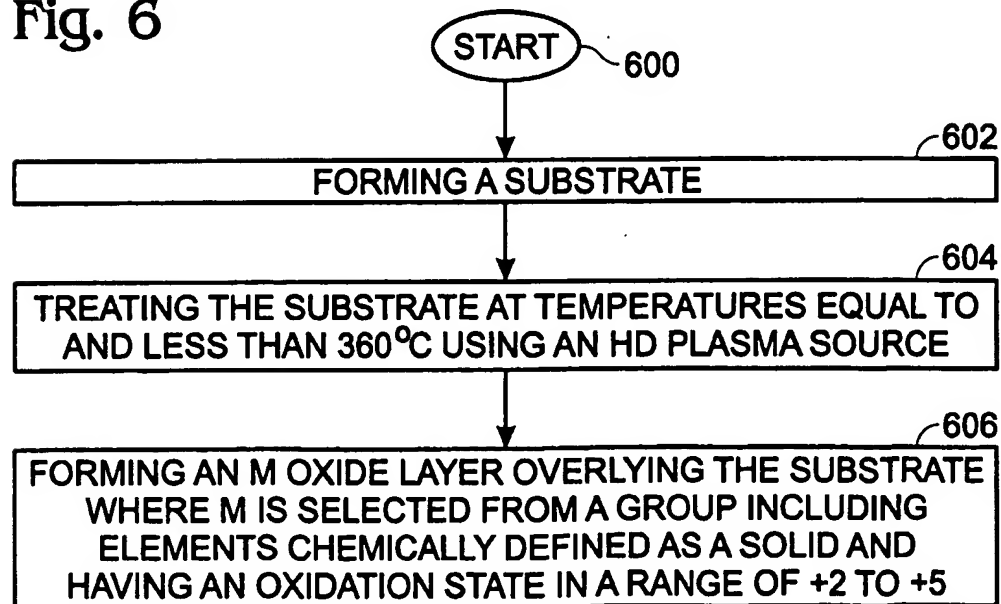 Fig. 6
START
600
602
FORMING A SUBSTRATE
604
TREATING THE SUBSTRATE AT TEMPERATURES EQUAL TO
AND LESS THAN 360°C USING AN HD PLASMA SOURCE
606
FORMING AN M OXIDE LAYER OVERLYING THE SUBSTRATE
WHERE M IS SELECTED FROM A GROUP INCLUDING
ELEMENTS CHEMICALLY DEFINED AS A SOLID AND
HAVING AN OXIDATION STATE IN A RANGE OF +2 TO +5